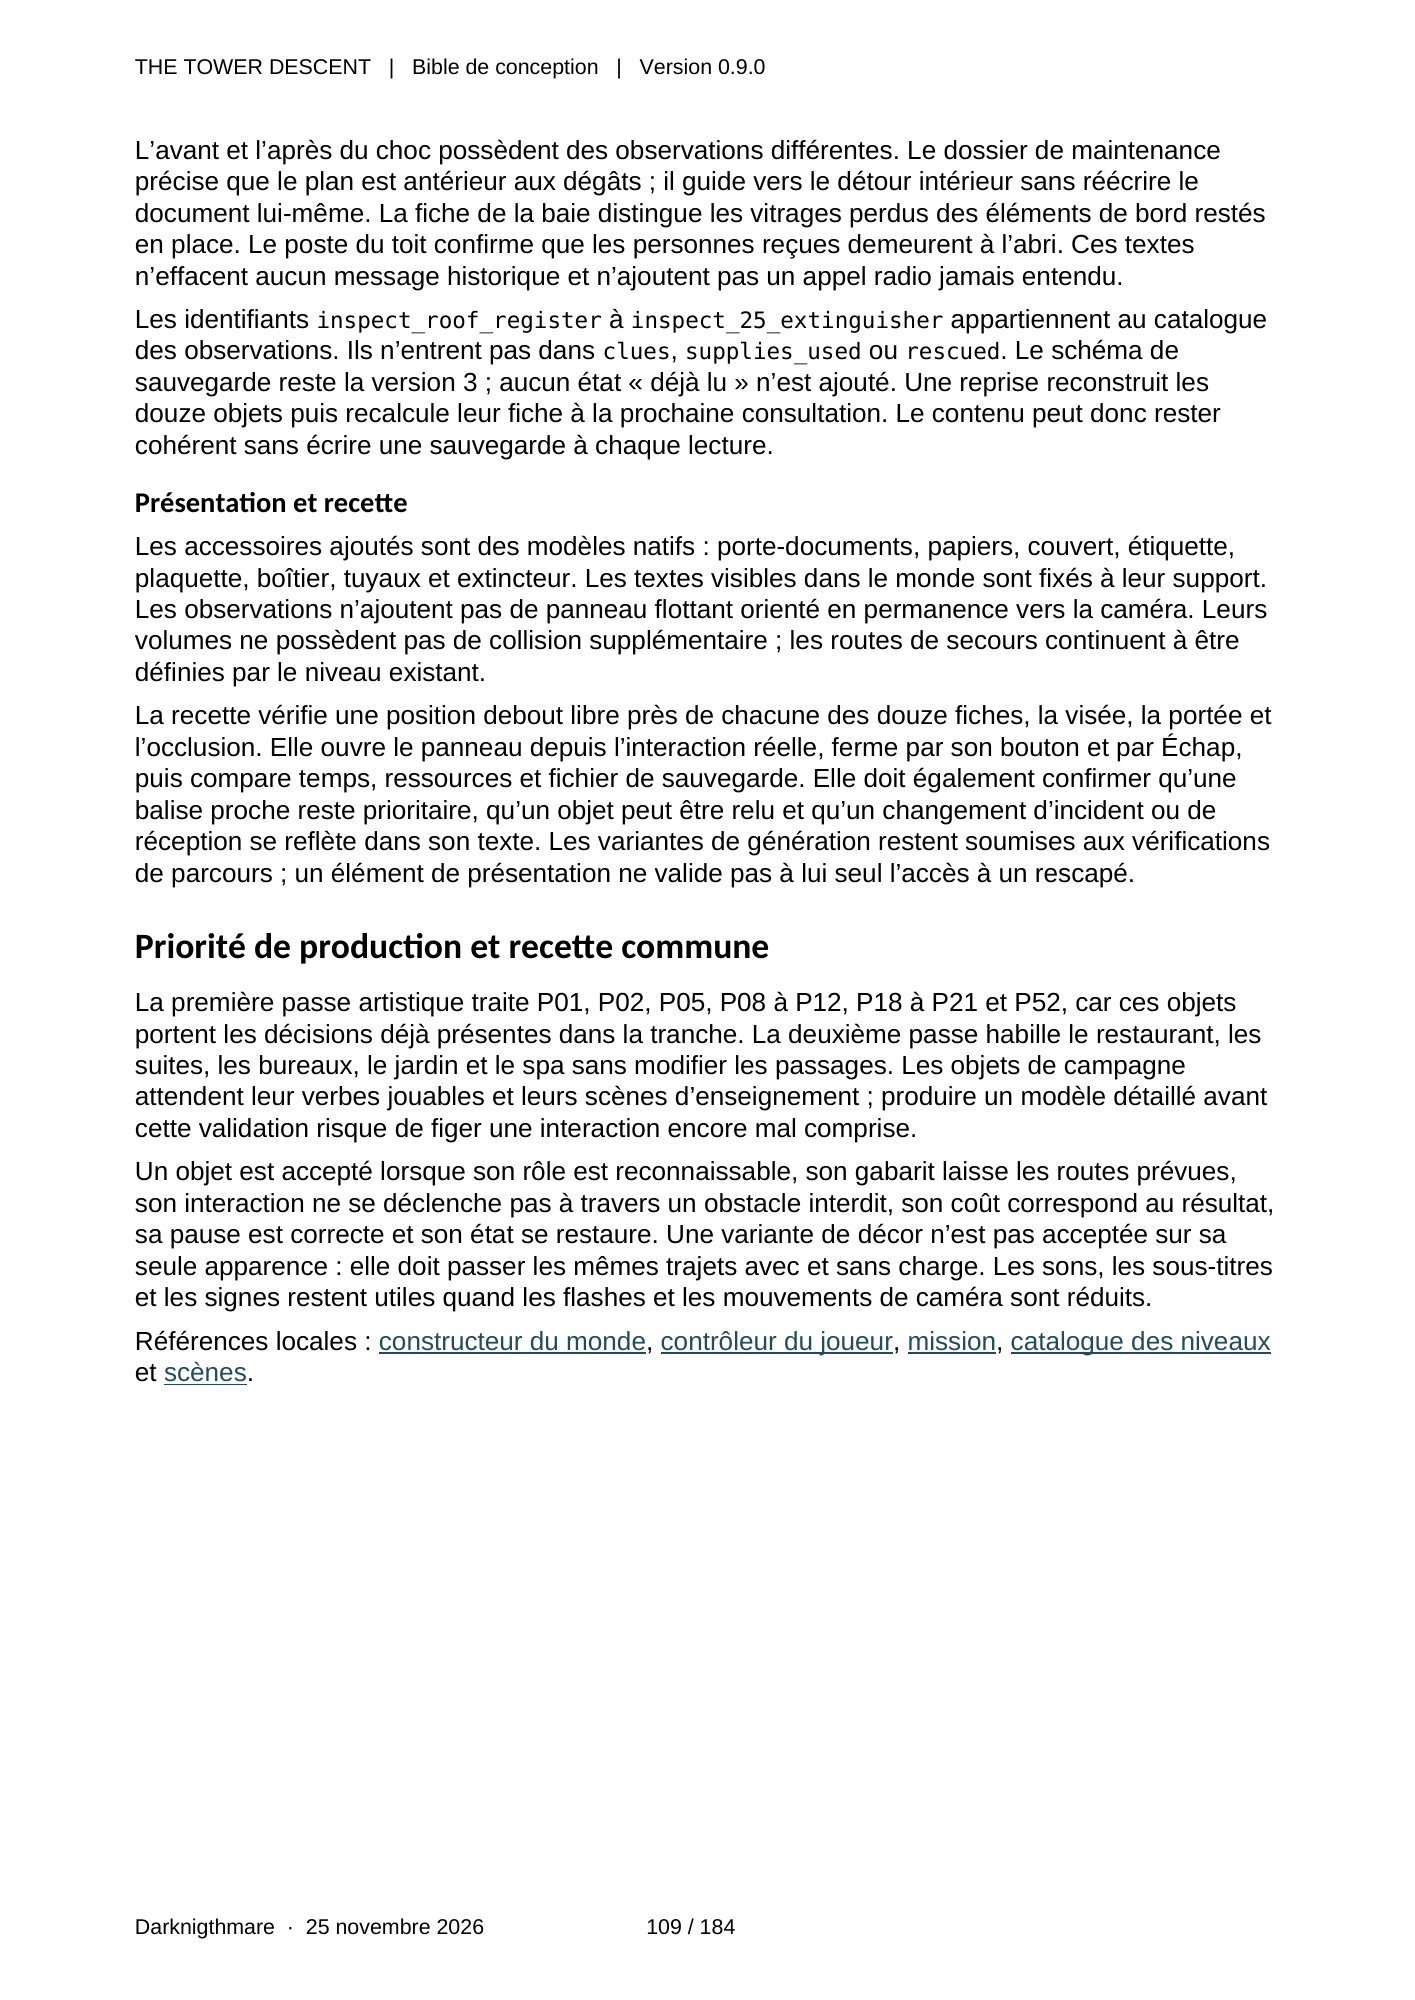 THE TOWER DESCENT | Bible de conception | Version 0.9.0
L’avant et l’après du choc possèdent des observations différentes. Le dossier de maintenance
précise que le plan est antérieur aux dégâts ; il guide vers le détour intérieur sans réécrire le
document lui-même. La fiche de la baie distingue les vitrages perdus des éléments de bord restés
en place. Le poste du toit confirme que les personnes reçues demeurent à l’abri. Ces textes
n’effacent aucun message historique et n’ajoutent pas un appel radio jamais entendu.
Les identifiants inspect_roof_register à inspect_25_extinguisher appartiennent au catalogue
des observations. Ils n’entrent pas dans clues, supplies_used ou rescued. Le schéma de
sauvegarde reste la version 3 ; aucun état « déjà lu » n’est ajouté. Une reprise reconstruit les
douze objets puis recalcule leur fiche à la prochaine consultation. Le contenu peut donc rester
cohérent sans écrire une sauvegarde à chaque lecture.
Présentation et recette
Les accessoires ajoutés sont des modèles natifs : porte-documents, papiers, couvert, étiquette,
plaquette, boîtier, tuyaux et extincteur. Les textes visibles dans le monde sont fixés à leur support.
Les observations n’ajoutent pas de panneau flottant orienté en permanence vers la caméra. Leurs
volumes ne possèdent pas de collision supplémentaire ; les routes de secours continuent à être
définies par le niveau existant.
La recette vérifie une position debout libre près de chacune des douze fiches, la visée, la portée et
l’occlusion. Elle ouvre le panneau depuis l’interaction réelle, ferme par son bouton et par Échap,
puis compare temps, ressources et fichier de sauvegarde. Elle doit également confirmer qu’une
balise proche reste prioritaire, qu’un objet peut être relu et qu’un changement d’incident ou de
réception se reflète dans son texte. Les variantes de génération restent soumises aux vérifications
de parcours ; un élément de présentation ne valide pas à lui seul l’accès à un rescapé.
Priorité de production et recette commune
La première passe artistique traite P01, P02, P05, P08 à P12, P18 à P21 et P52, car ces objets
portent les décisions déjà présentes dans la tranche. La deuxième passe habille le restaurant, les
suites, les bureaux, le jardin et le spa sans modifier les passages. Les objets de campagne
attendent leur verbes jouables et leurs scènes d’enseignement ; produire un modèle détaillé avant
cette validation risque de figer une interaction encore mal comprise.
Un objet est accepté lorsque son rôle est reconnaissable, son gabarit laisse les routes prévues,
son interaction ne se déclenche pas à travers un obstacle interdit, son coût correspond au résultat,
sa pause est correcte et son état se restaure. Une variante de décor n’est pas acceptée sur sa
seule apparence : elle doit passer les mêmes trajets avec et sans charge. Les sons, les sous-titres
et les signes restent utiles quand les flashes et les mouvements de caméra sont réduits.
Références locales : constructeur du monde, contrôleur du joueur, mission, catalogue des niveaux
et scènes.
Darknigthmare · 25 novembre 2026 109 / 184